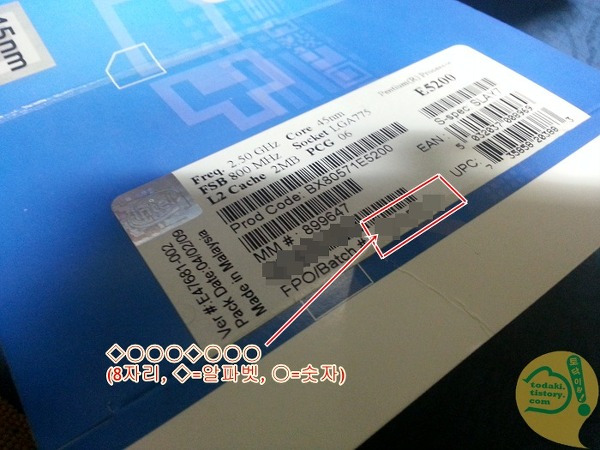 45nm
Pentium(R) Processor
E5200
Freq. 2.50 GHz Core 45nm
FSB 800 MHz Socket LGA775
L2 Cache 2MB PCG 06
S-spec
Prod Code: BX80571E5200
EAN
UPC
MM #: 899647
FPO/Batch #
Made in Malaysia
Pack Date:04/02/09
Ver#:E47681-002
◇○○○◇○○○
(8자리, ◇=알파벳, ○=숫자)
todaki.
tistory.
com